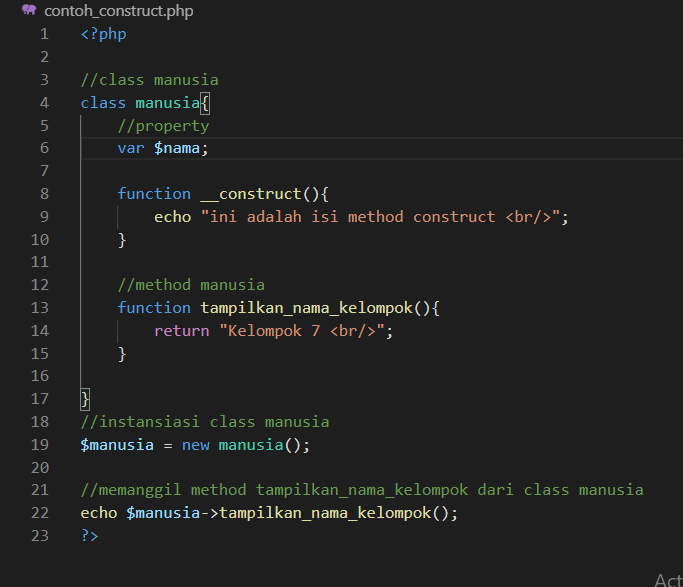 contoh_construct.php
1 <?php
2
3 //class manusia
4 class manusia{
5 //property
6 var $nama;
7
8 function __construct(){
9 echo "ini adalah isi method construct <br/>";
10 }
11
12 //method manusia
13 function tampilkan_nama_kelompok(){
14 return "Kelompok 7 <br/>";
15 }
16
17 }
18 //instansiasi class manusia
19 $manusia = new manusia();
20
21 //memanggil method tampilkan_nama_kelompok dari class manusia
22 echo $manusia->tampilkan_nama_kelompok();
23 ?>
Act